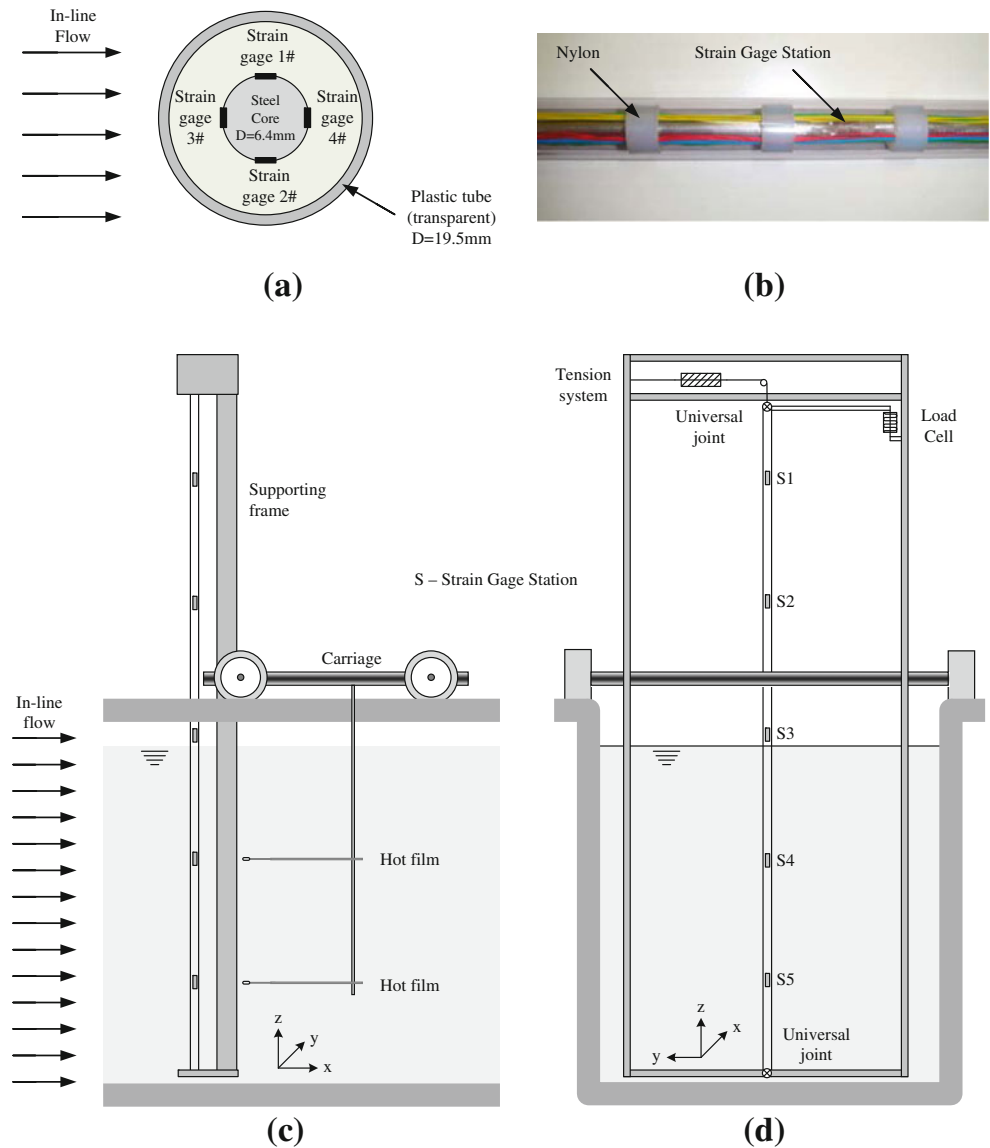 In-line
Flow
Strain
gage 1#
Strain
gage
3#
Steel
Core
D=6.4mm
Strain
gage
4#
Strain
gage 2#
Plastic tube
(transparent)
D=19.5mm
(a)
Nylon
Strain Gage Station
(b)
Supporting
frame
S – Strain Gage Station
Carriage
In-line
flow
Hot film
Hot film
z
y
x
(c)
Tension
system
Universal
joint
Load
Cell
S1
S2
S3
S4
S5
z
x
y
Universal
joint
(d)